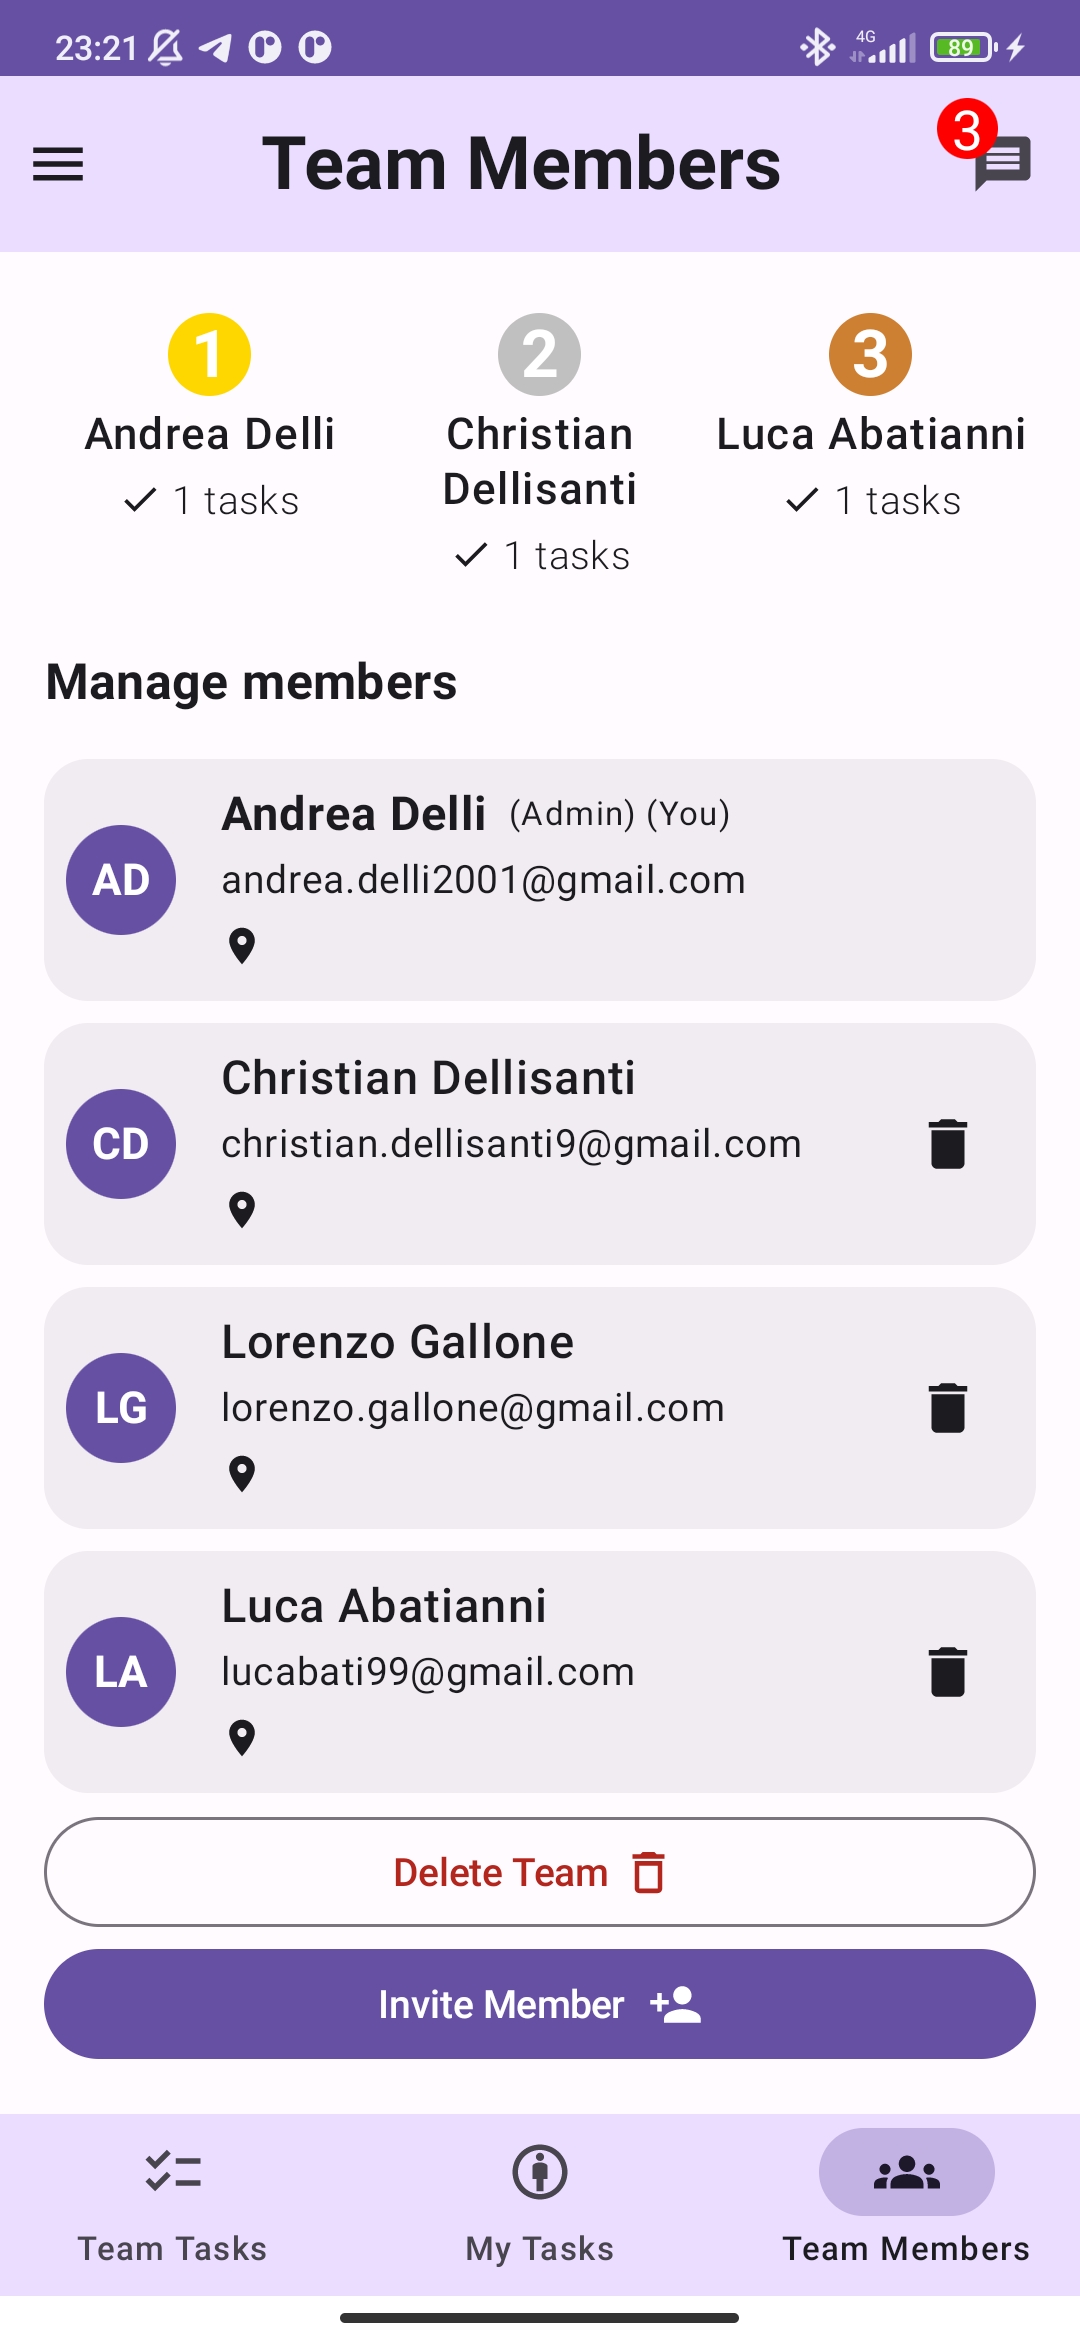 23:21
4G
89
Team Members
3
1
2
3
Andrea Delli
Christian
Dellisanti
Luca Abatianni
1 tasks
1 tasks
1 tasks
Manage members
AD
Andrea Delli (Admin) (You)
andrea.delli2001@gmail.com
CD
Christian Dellisanti
christian.dellisanti9@gmail.com
LG
Lorenzo Gallone
lorenzo.gallone@gmail.com
LA
Luca Abatianni
lucabati99@gmail.com
Delete Team
Invite Member
Team Tasks
My Tasks
Team Members